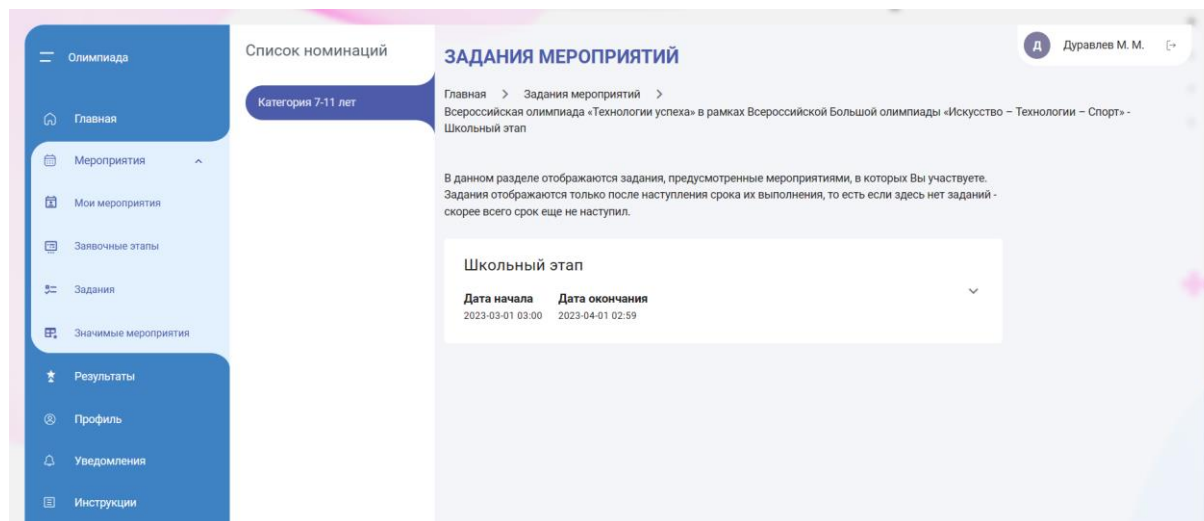 Олимпиада
Главная
Мероприятия
Мои мероприятия
Заявочные этапы
Задания
Значимые мероприятия
Результаты
Профиль
Уведомления
Инструкции
Список номинаций
Категория 7-11 лет
ЗАДАНИЯ МЕРОПРИЯТИЙ
Д Дуравлев М. М.
Главная > Задания мероприятий >
Всероссийская олимпиада «Технологии успеха» в рамках Всероссийской Большой олимпиады «Искусство – Технологии – Спорт» -
Школьный этап
В данном разделе отображаются задания, предусмотренные мероприятиями, в которых Вы участвуете.
Задания отображаются только после наступления срока их выполнения, то есть если здесь нет заданий -
скорее всего срок еще не наступил.
Школьный этап
Дата начала Дата окончания
2023-03-01 03:00 2023-04-01 02:59